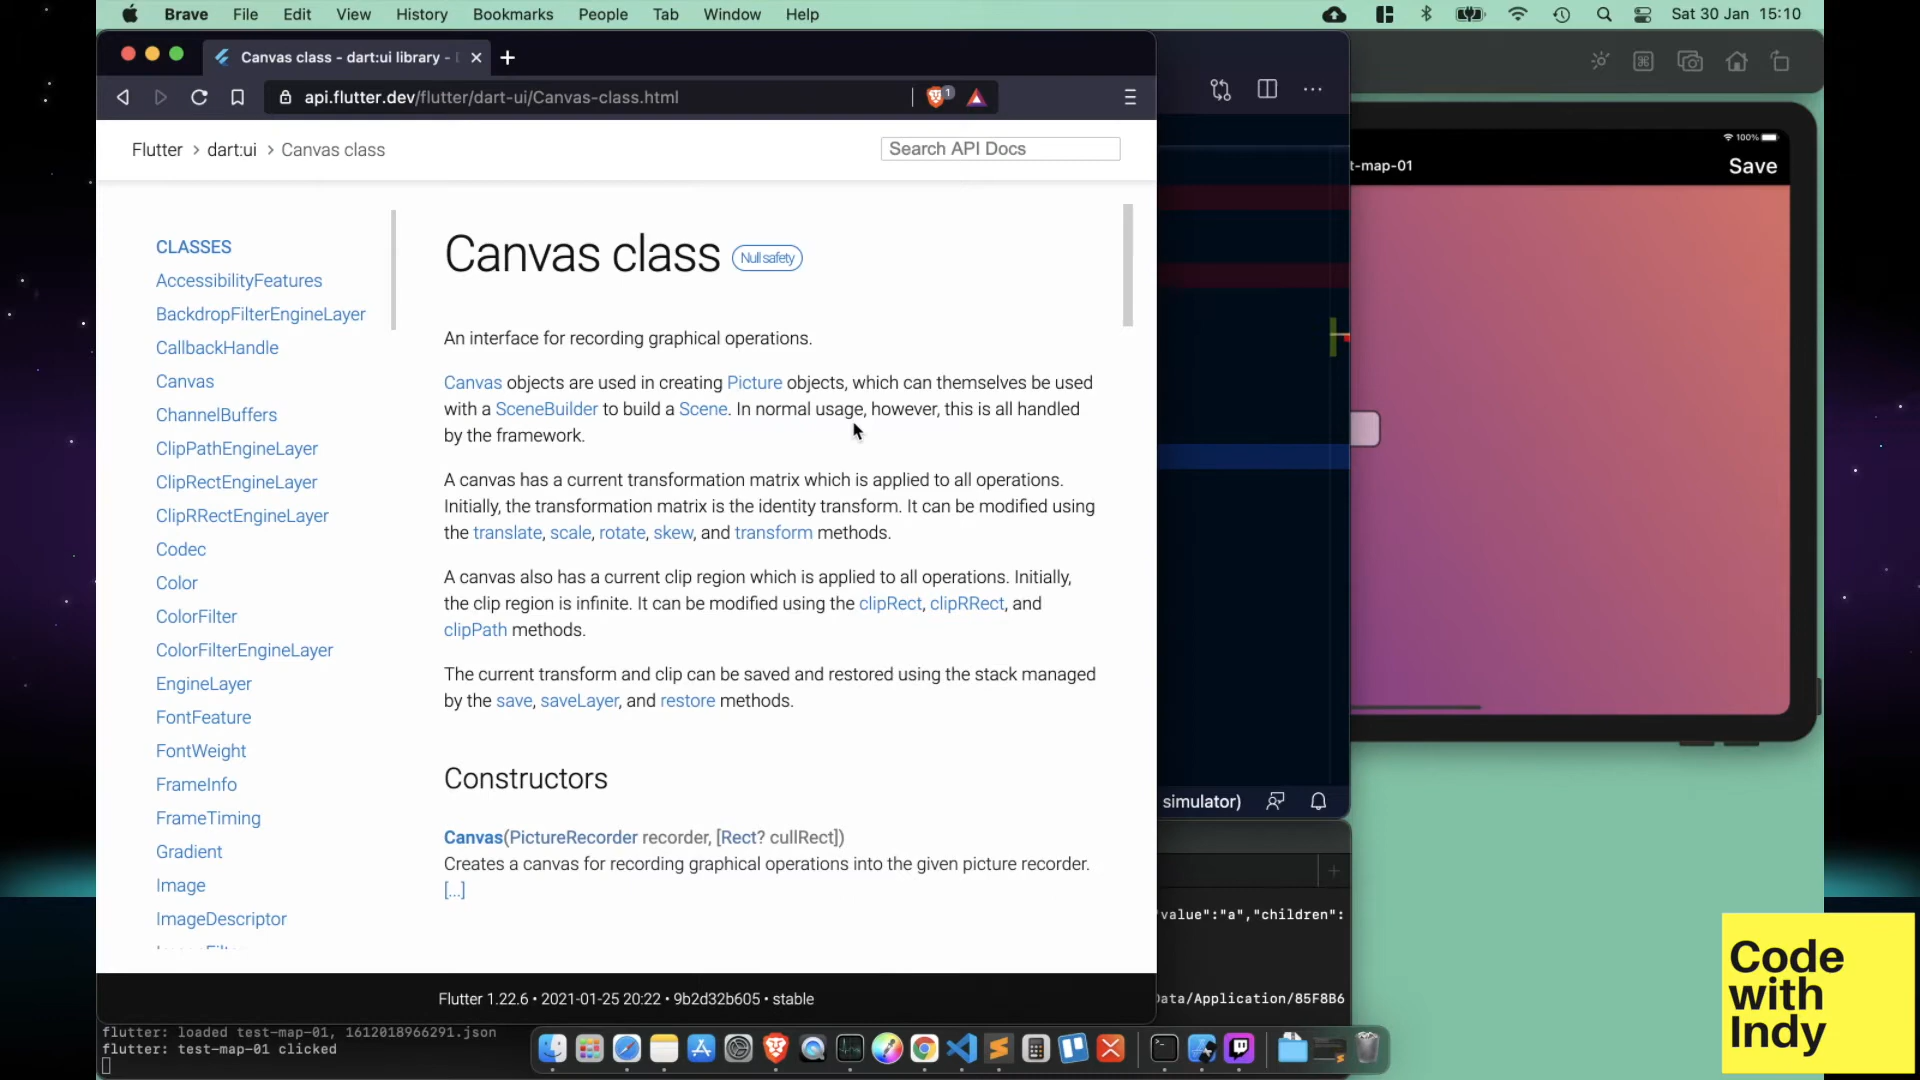 Brave File Edit View History Bookmarks People Tab Window Help
Sat 30 Jan 15:10
Canvas class - dart:ui library -
api.flutter.dev/flutter/dart-ui/Canvas-class.html
1
Flutter > dart:ui > Canvas class
Search API Docs
CLASSES
AccessibilityFeatures
BackdropFilterEngineLayer
CallbackHandle
Canvas
ChannelBuffers
ClipPathEngineLayer
ClipRectEngineLayer
ClipRRectEngineLayer
Codec
Color
ColorFilter
ColorFilterEngineLayer
EngineLayer
FontFeature
FontWeight
FrameInfo
FrameTiming
Gradient
Image
ImageDescriptor
Canvas class Null safety
An interface for recording graphical operations.
Canvas objects are used in creating Picture objects, which can themselves be used
with a SceneBuilder to build a Scene. In normal usage, however, this is all handled
by the framework.
A canvas has a current transformation matrix which is applied to all operations.
Initially, the transformation matrix is the identity transform. It can be modified using
the translate, scale, rotate, skew, and transform methods.
A canvas also has a current clip region which is applied to all operations. Initially,
the clip region is infinite. It can be modified using the clipRect, clipRRect, and
clipPath methods.
The current transform and clip can be saved and restored using the stack managed
by the save, saveLayer, and restore methods.
Constructors
Canvas(PictureRecorder recorder, [Rect? cullRect])
Creates a canvas for recording graphical operations into the given picture recorder.
[...]
Flutter 1.22.6 • 2021-01-25 20:22 • 9b2d32b605 • stable
100%
t-map-01
Save
simulator)
"value":"a","children":
Data/Application/85F8B6
flutter: loaded test-map-01, 1612018966291.json
flutter: test-map-01 clicked
Code
with
Indy